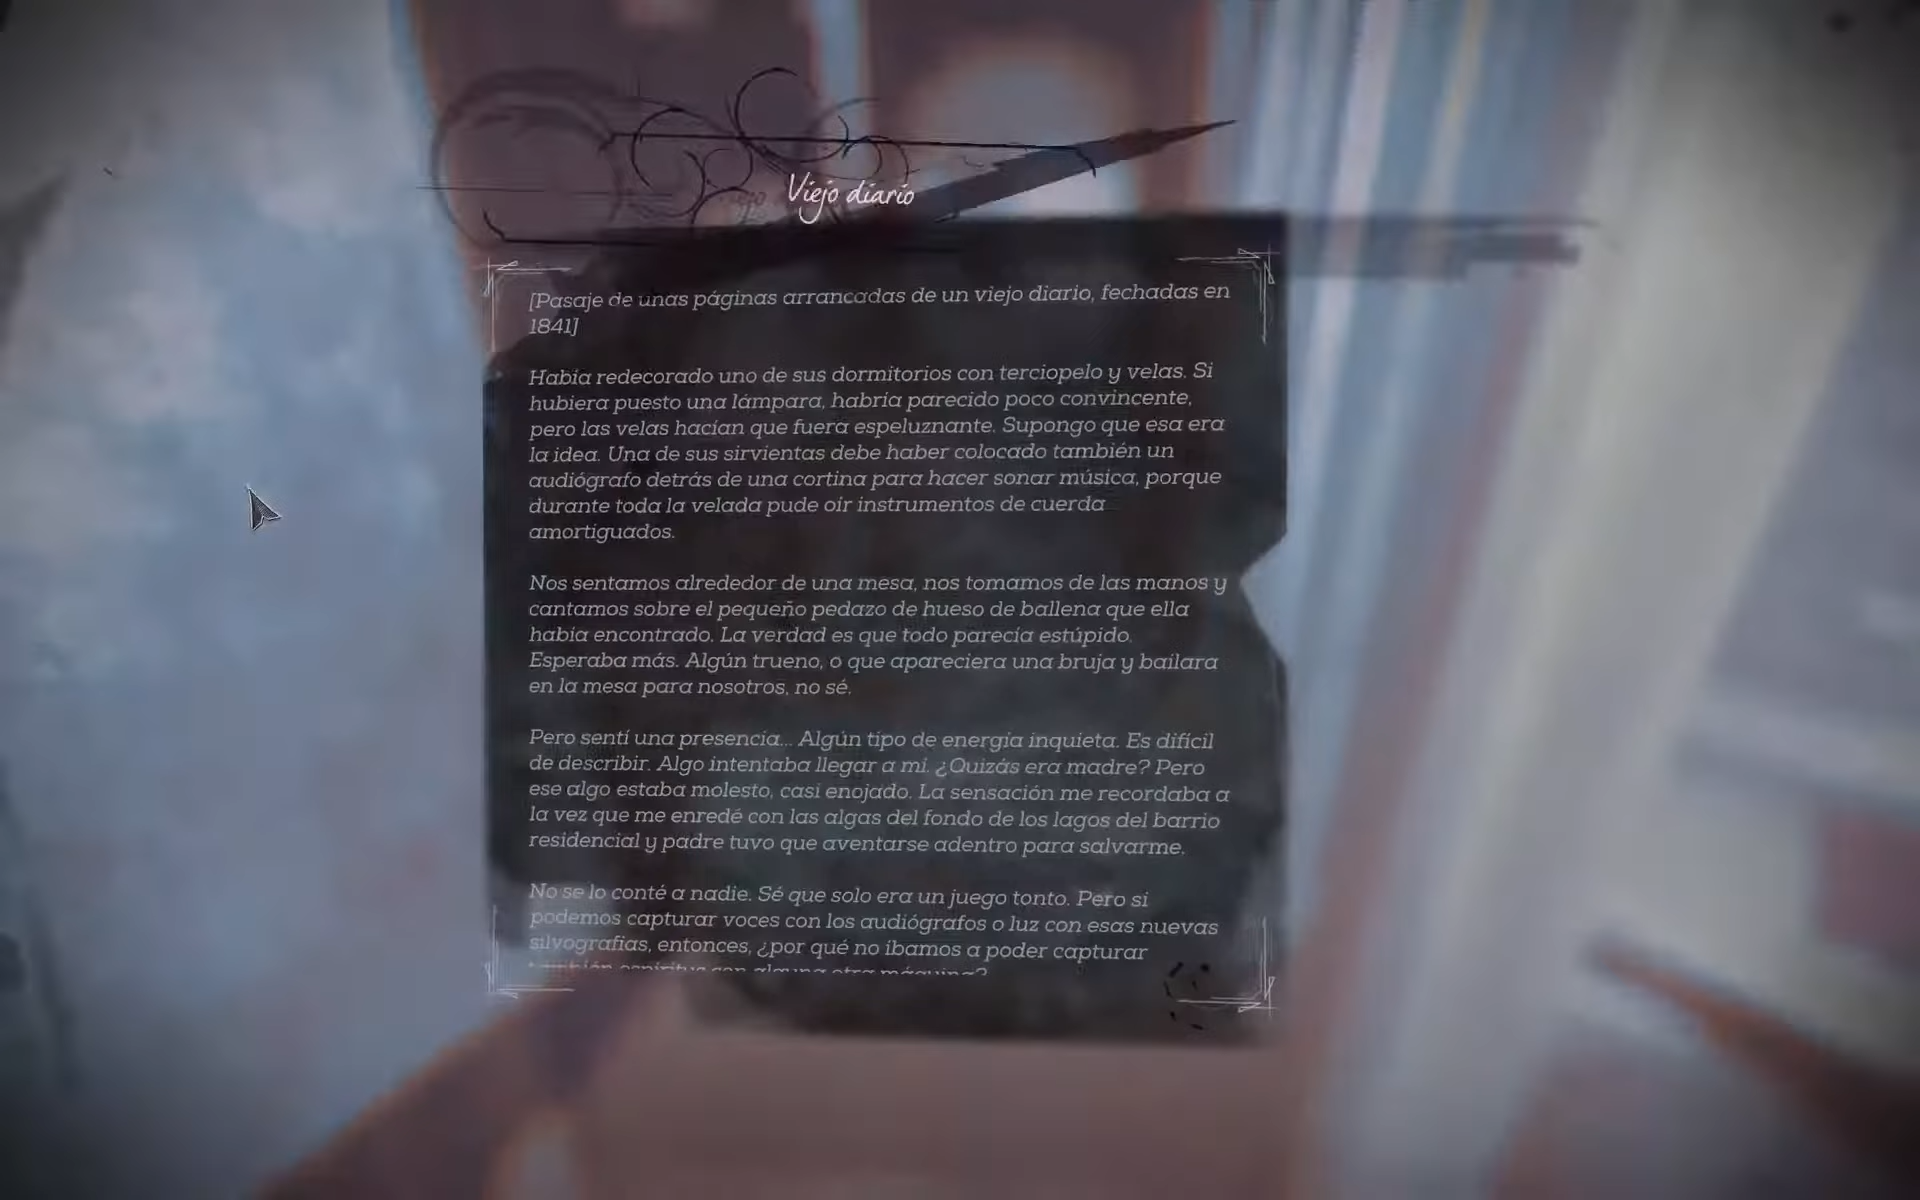 Viejo diario
[Pasaje de unas páginas arrancadas de un viejo diario, fechadas en
1841]
Había redecorado uno de sus dormitorios con terciopelo y velas. Si
hubiera puesto una lámpara, habría parecido poco convincente,
pero las velas hacían que fuera espeluznante. Supongo que esa era
la idea. Una de sus sirvientas debe haber colocado también un
audiógrafo detrás de una cortina para hacer sonar música, porque
durante toda la velada pude oír instrumentos de cuerda
amortiguados.
Nos sentamos alrededor de una mesa, nos tomamos de las manos y
cantamos sobre el pequeño pedazo de hueso de ballena que ella
había encontrado. La verdad es que todo parecía estúpido.
Esperaba más. Algún trueno, o que apareciera una bruja y bailara
en la mesa para nosotros, no sé.
Pero sentí una presencia... Algún tipo de energía inquieta. Es difícil
de describir. Algo intentaba llegar a mí. ¿Quizás era madre? Pero
ese algo estaba molesto, casi enojado. La sensación me recordaba a
la vez que me enredé con las algas del fondo de los lagos del barrio
residencial y padre tuvo que aventarse adentro para salvarme.
No se lo conté a nadie. Sé que solo era un juego tonto. Pero si
podemos capturar voces con los audiógrafos o luz con esas nuevas
silvografías, entonces, ¿por qué no íbamos a poder capturar
también espíritus con alguna otra máquina?